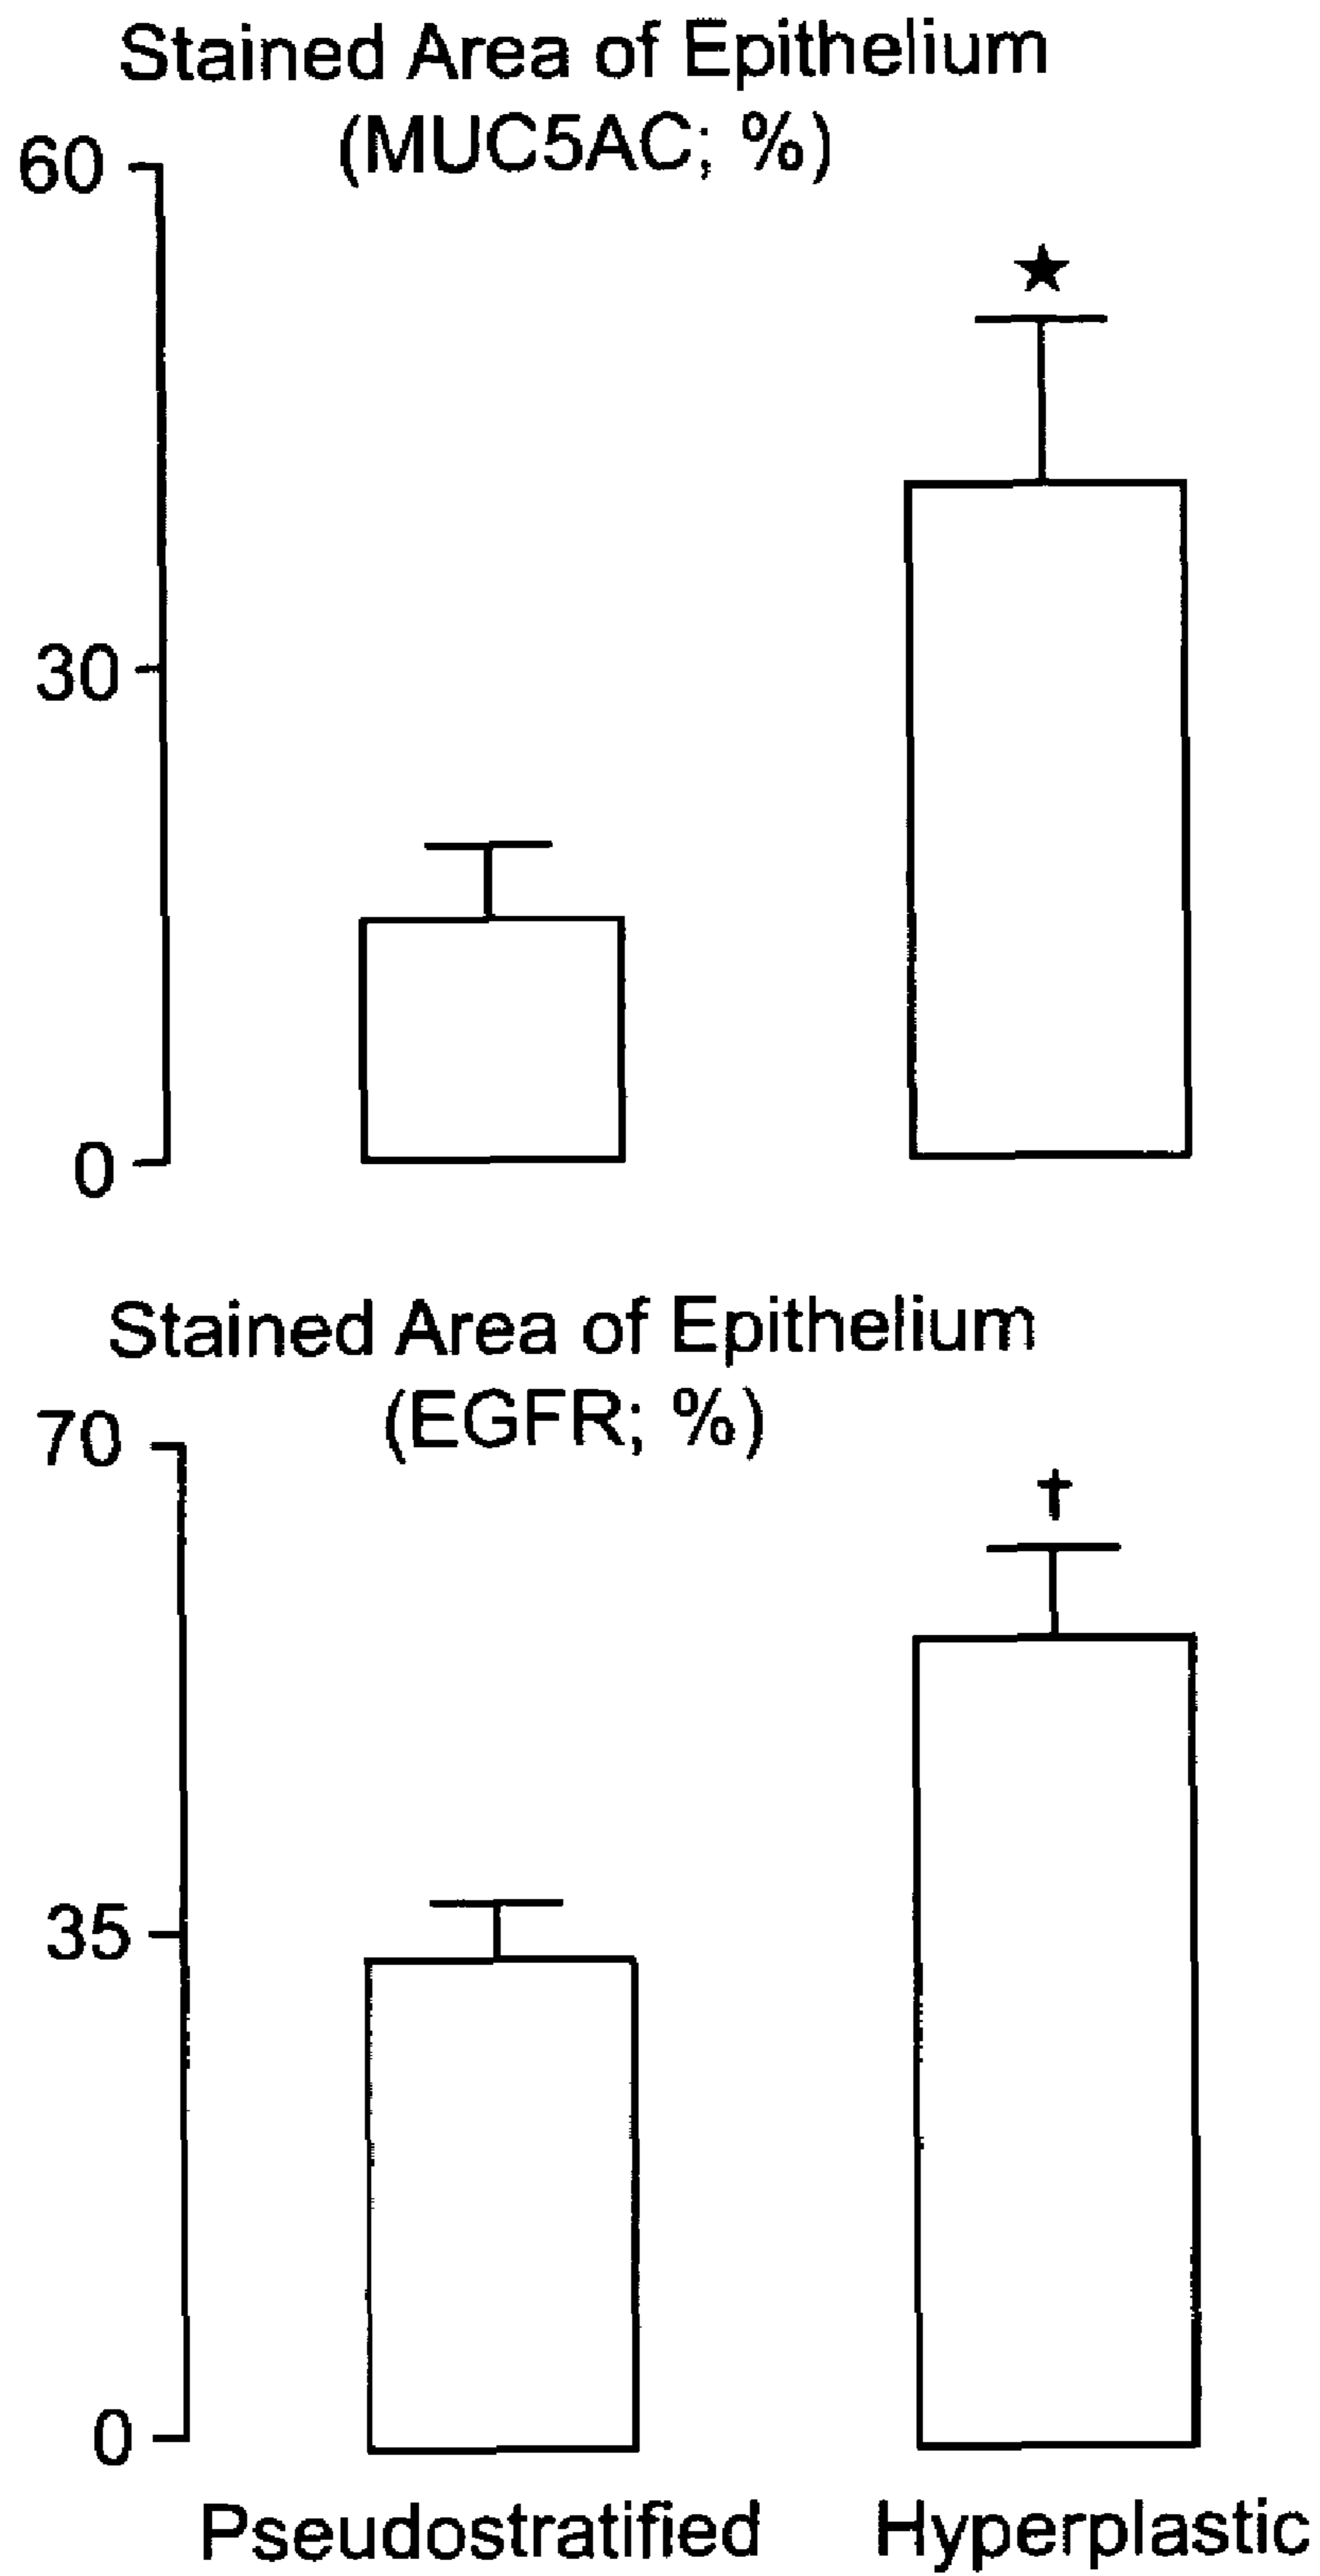 Stained Area of Epithelium
(MUC5AC; %)
60
★
30
0
Stained Area of Epithelium
(EGFR; %)
70
†
35
0
Pseudostratified Hyperplastic